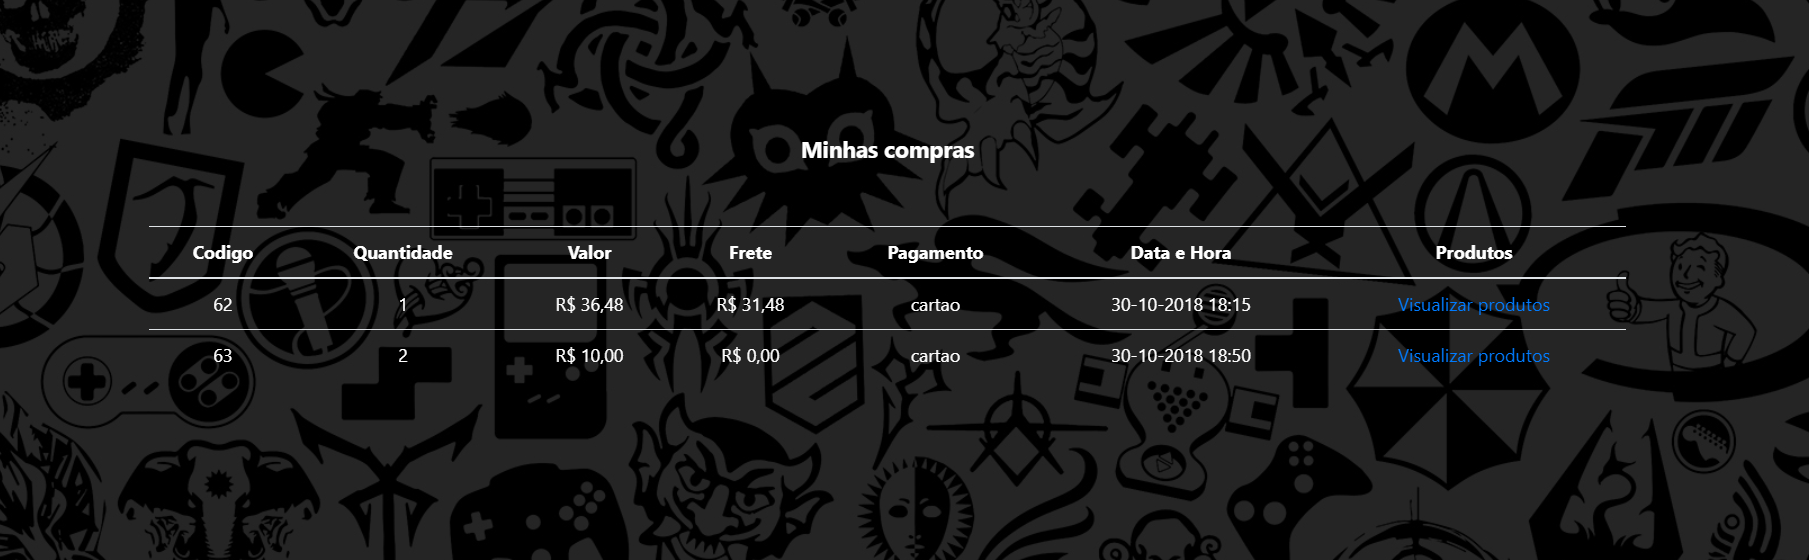 Minhas compras
Codigo Quantidade Valor Frete Pagamento Data e Hora Produtos
62 1 R$ 36,48 R$ 31,48 cartao 30-10-2018 18:15 Visualizar produtos
63 2 R$ 10,00 R$ 0,00 cartao 30-10-2018 18:50 Visualizar produtos